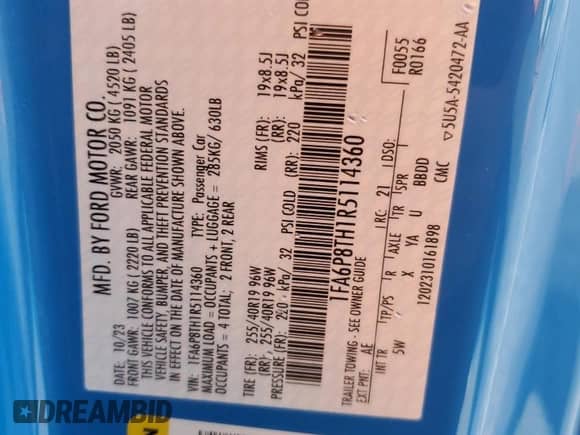 MFD. BY FORD MOTOR CO.
DATE: 10/23 GVWR: 2050 KG ( 4520 LB)
FRONT GAWR: 1007 KG ( 2220 LB) REAR GAWR: 1091 KG ( 2405 LB)
THIS VEHICLE CONFORMS TO ALL APPLICABLE FEDERAL MOTOR
VEHICLE SAFETY, BUMPER, AND THEFT PREVENTION STANDARDS
IN EFFECT ON THE DATE OF MANUFACTURE SHOWN ABOVE.
VIN: 1FA6P8TH1R5114360 TYPE: Passenger Car
MAXIMUM LOAD = OCCUPANTS + LUGGAGE = 285KG/ 630LB
OCCUPANTS = 4 TOTAL: 2 FRONT, 2 REAR
TIRE (FR): 255/40R19 96W RIMS (FR): 19x8.5J
(RR): 255/40R19 96W (RR): 19x8.5J
PRESSURE (FR): 220 kPa/ 32 PSI COLD (RR): 220 kPa/ 32 PSI CO
1FA6P8TH1R5114360
F0055
R0166
TRAILER TOWING - SEE OWNER GUIDE
EXT PNT: AE RC: 21 DSO:
INT TR TP/PS R AXLE TR SPR
5W X YA U BBDD
1202310161898 CMC
▽5U5A-5420472-AA
DREAMBID